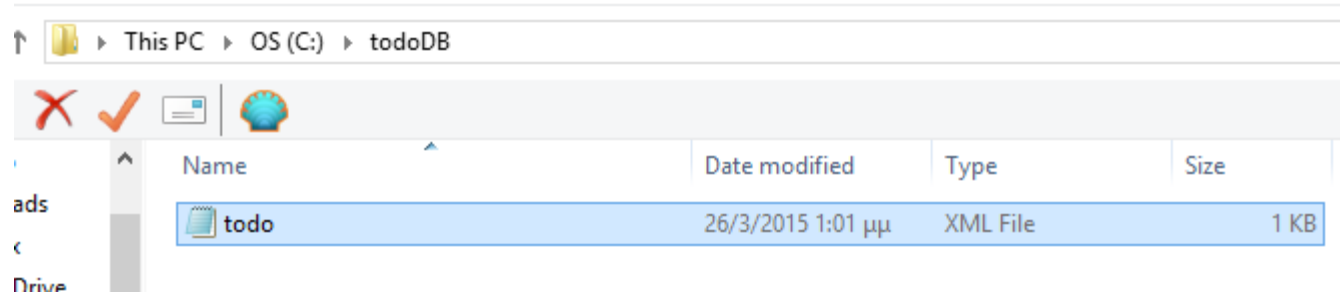 This PC OS (C:) todoDB
Name Date modified Type Size
ads
todo 26/3/2015 1:01 μμ XML File 1 KB
Drive